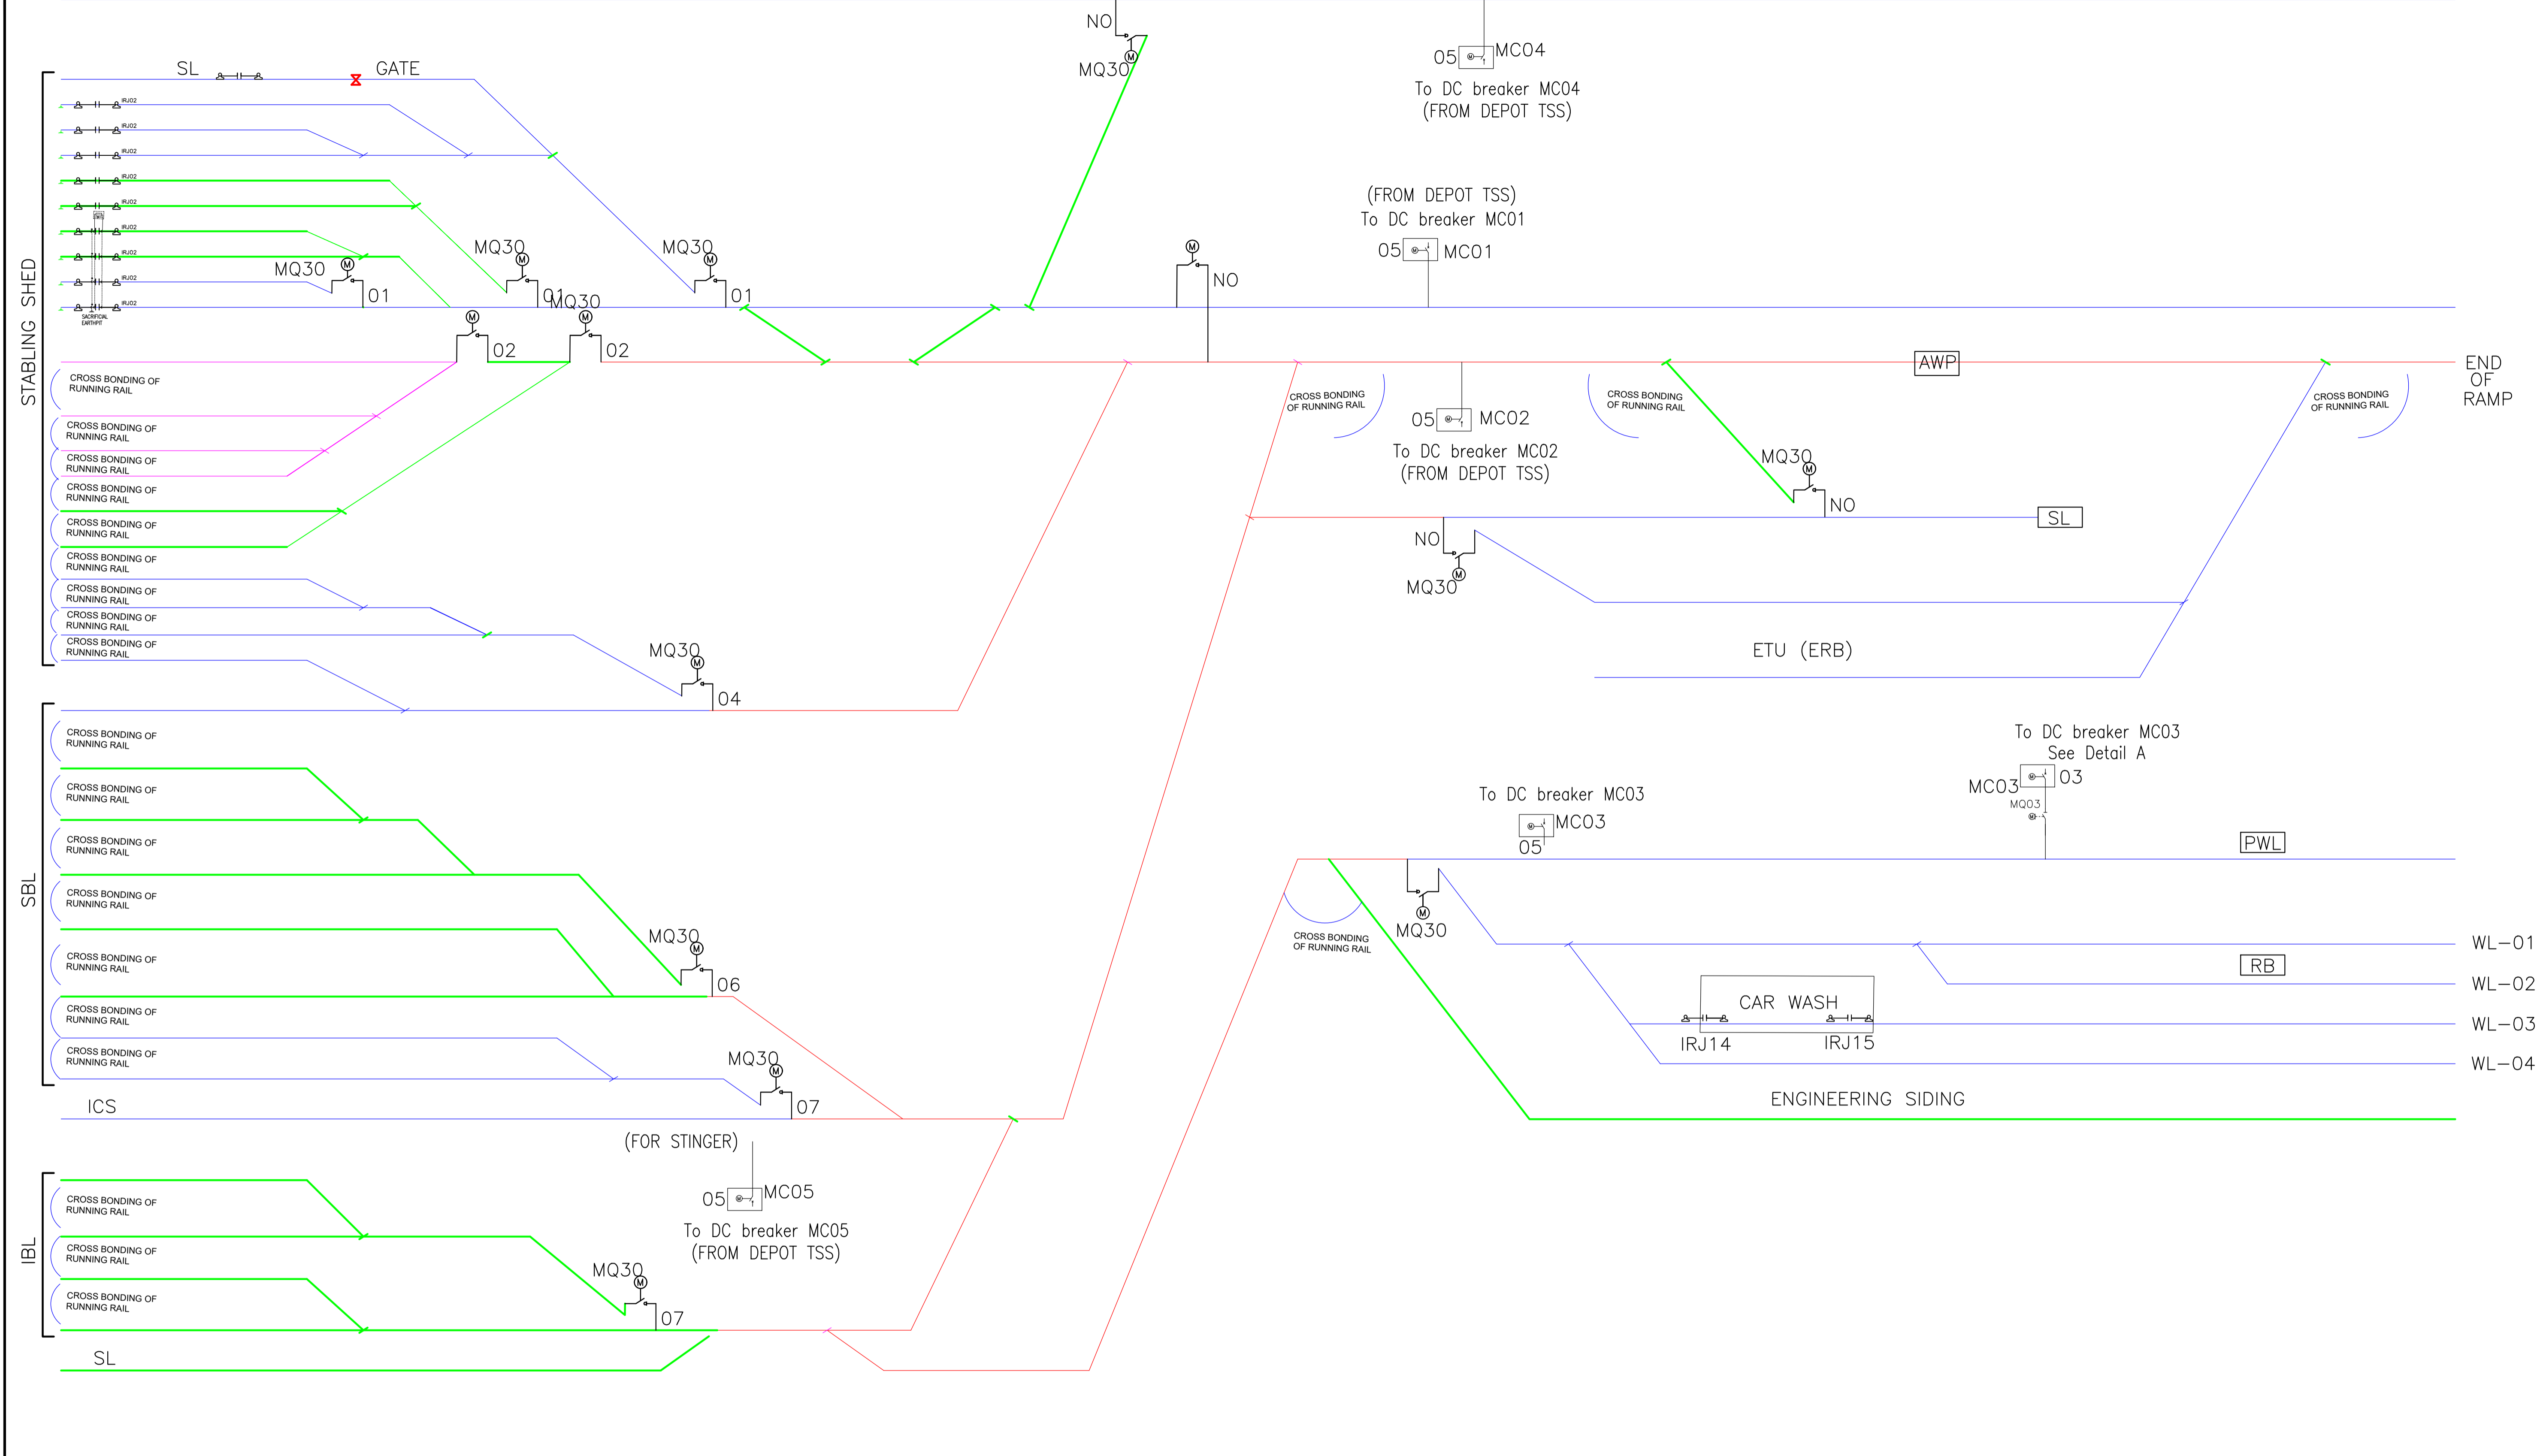 NO
MQ30
05
MC04
To DC breaker MC04
(FROM DEPOT TSS)
SL
GATE
IRJ02
IRJ02
IRJ02
IRJ02
IRJ02
IRJ02
IRJ02
IRJ02
IRJ02
SACRIFICIAL
EARTHPIT
STABLING SHED
MQ30
01
MQ30
01
MQ30
01
MQ30
02
02
NO
(FROM DEPOT TSS)
To DC breaker MC01
05
MC01
AWP
END
OF
RAMP
CROSS BONDING OF
RUNNING RAIL
CROSS BONDING OF
RUNNING RAIL
CROSS BONDING OF
RUNNING RAIL
CROSS BONDING OF
RUNNING RAIL
CROSS BONDING OF
RUNNING RAIL
CROSS BONDING OF
RUNNING RAIL
CROSS BONDING OF
RUNNING RAIL
CROSS BONDING OF
RUNNING RAIL
CROSS BONDING OF
RUNNING RAIL
CROSS BONDING
OF RUNNING RAIL
05
MC02
To DC breaker MC02
(FROM DEPOT TSS)
CROSS BONDING
OF RUNNING RAIL
CROSS BONDING
OF RUNNING RAIL
MQ30
NO
SL
NO
MQ30
ETU (ERB)
MQ30
04
SBL
CROSS BONDING OF
RUNNING RAIL
CROSS BONDING OF
RUNNING RAIL
CROSS BONDING OF
RUNNING RAIL
CROSS BONDING OF
RUNNING RAIL
CROSS BONDING OF
RUNNING RAIL
CROSS BONDING OF
RUNNING RAIL
CROSS BONDING OF
RUNNING RAIL
MQ30
06
MQ30
07
ICS
To DC breaker MC03
See Detail A
MC03
03
MQ03
To DC breaker MC03
MC03
05
PWL
MQ30
CROSS BONDING
OF RUNNING RAIL
WL-01
RB
WL-02
CAR WASH
WL-03
IRJ14
IRJ15
WL-04
ENGINEERING SIDING
(FOR STINGER)
05
MC05
To DC breaker MC05
(FROM DEPOT TSS)
IBL
CROSS BONDING OF
RUNNING RAIL
CROSS BONDING OF
RUNNING RAIL
CROSS BONDING OF
RUNNING RAIL
MQ30
07
SL